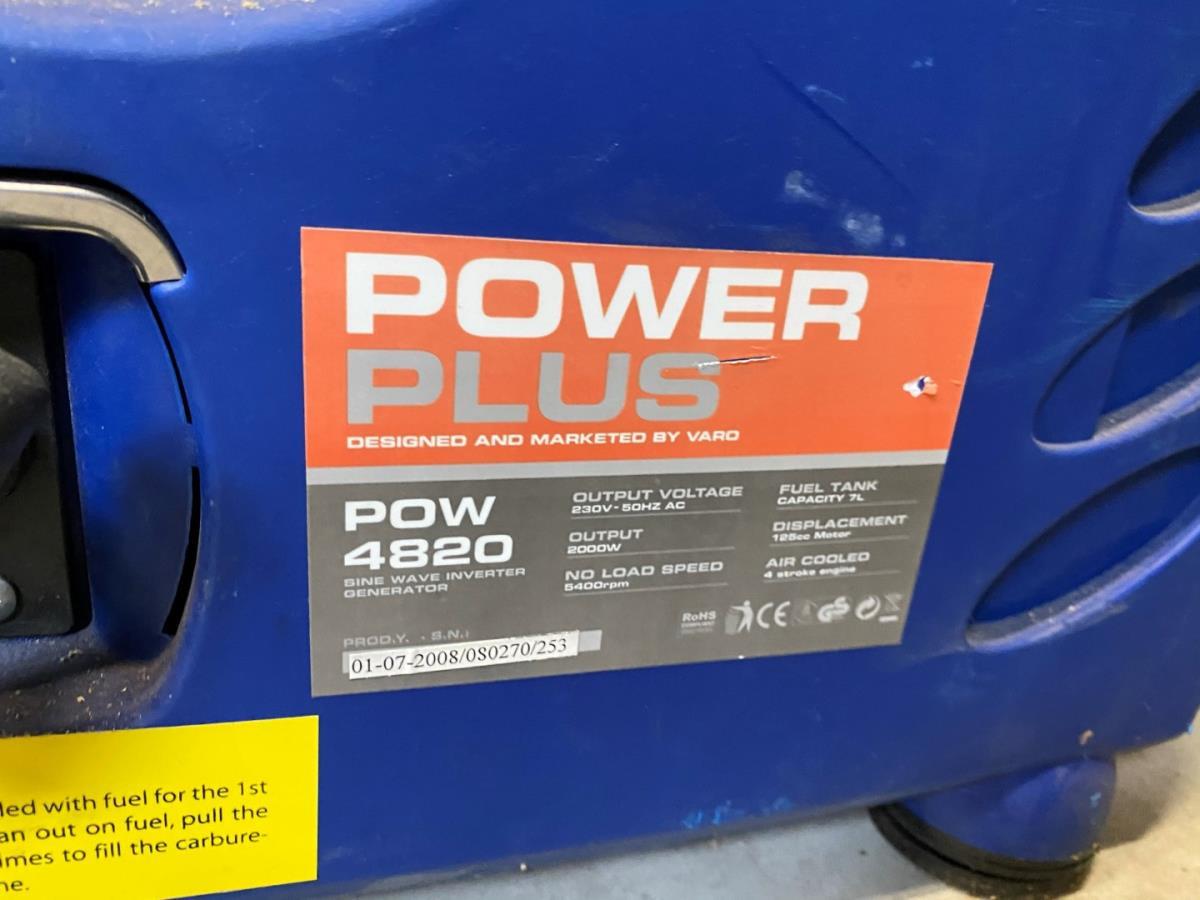 POWER
PLUS
DESIGNED AND MARKETED BY VARO
POW
4820
SINE WAVE INVERTER
GENERATOR
OUTPUT VOLTAGE
230V-50HZ AC
OUTPUT
2000W
NO LOAD SPEED
5400rpm
FUEL TANK
CAPACITY 7L
DISPLACEMENT
125cc Motor
AIR COOLED
4 stroke engine
RoHS
CE
GS
PROD.Y. . S.N.:
01-07-2008/080270/253
led with fuel for the 1st
an out on fuel, pull the
imes to fill the carbure-
ne.